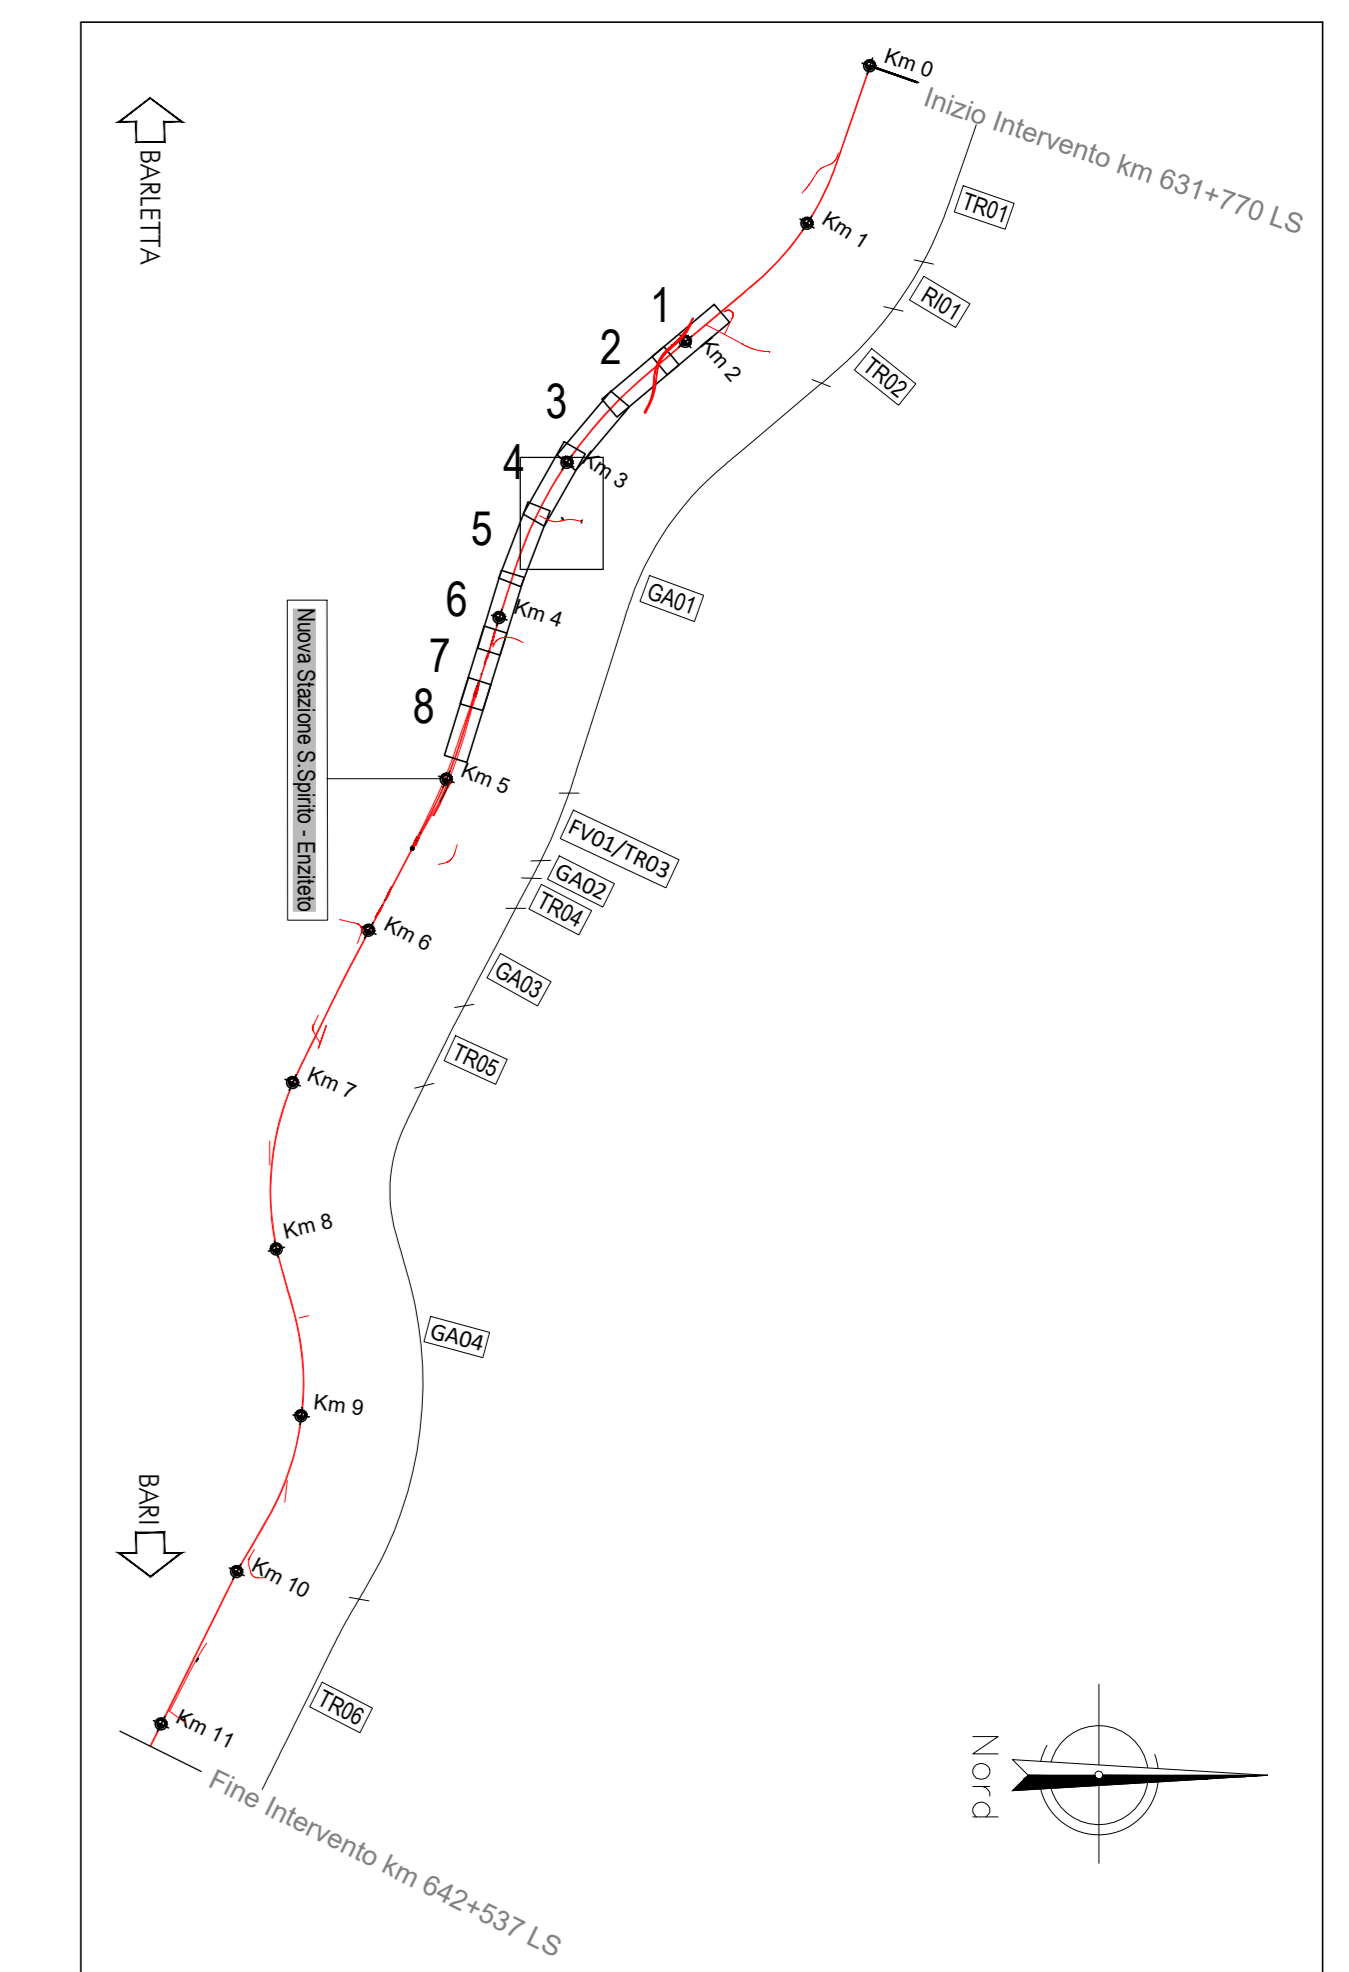 Km 0
Inizio Intervento km 631+770 LS
BARLETTA
TR01
Km 1
RI01
1
Km 2
TR02
2
3
4
Km 3
5
GA01
6
Km 4
7
8
Nuova Stazione S.Spirito - Enziteto
Km 5
FV01/TR03
GA02
TR04
Km 6
GA03
TR05
Km 7
Km 8
GA04
Km 9
BARI
Km 10
TR06
Km 11
Nord
Fine Intervento km 642+537 LS